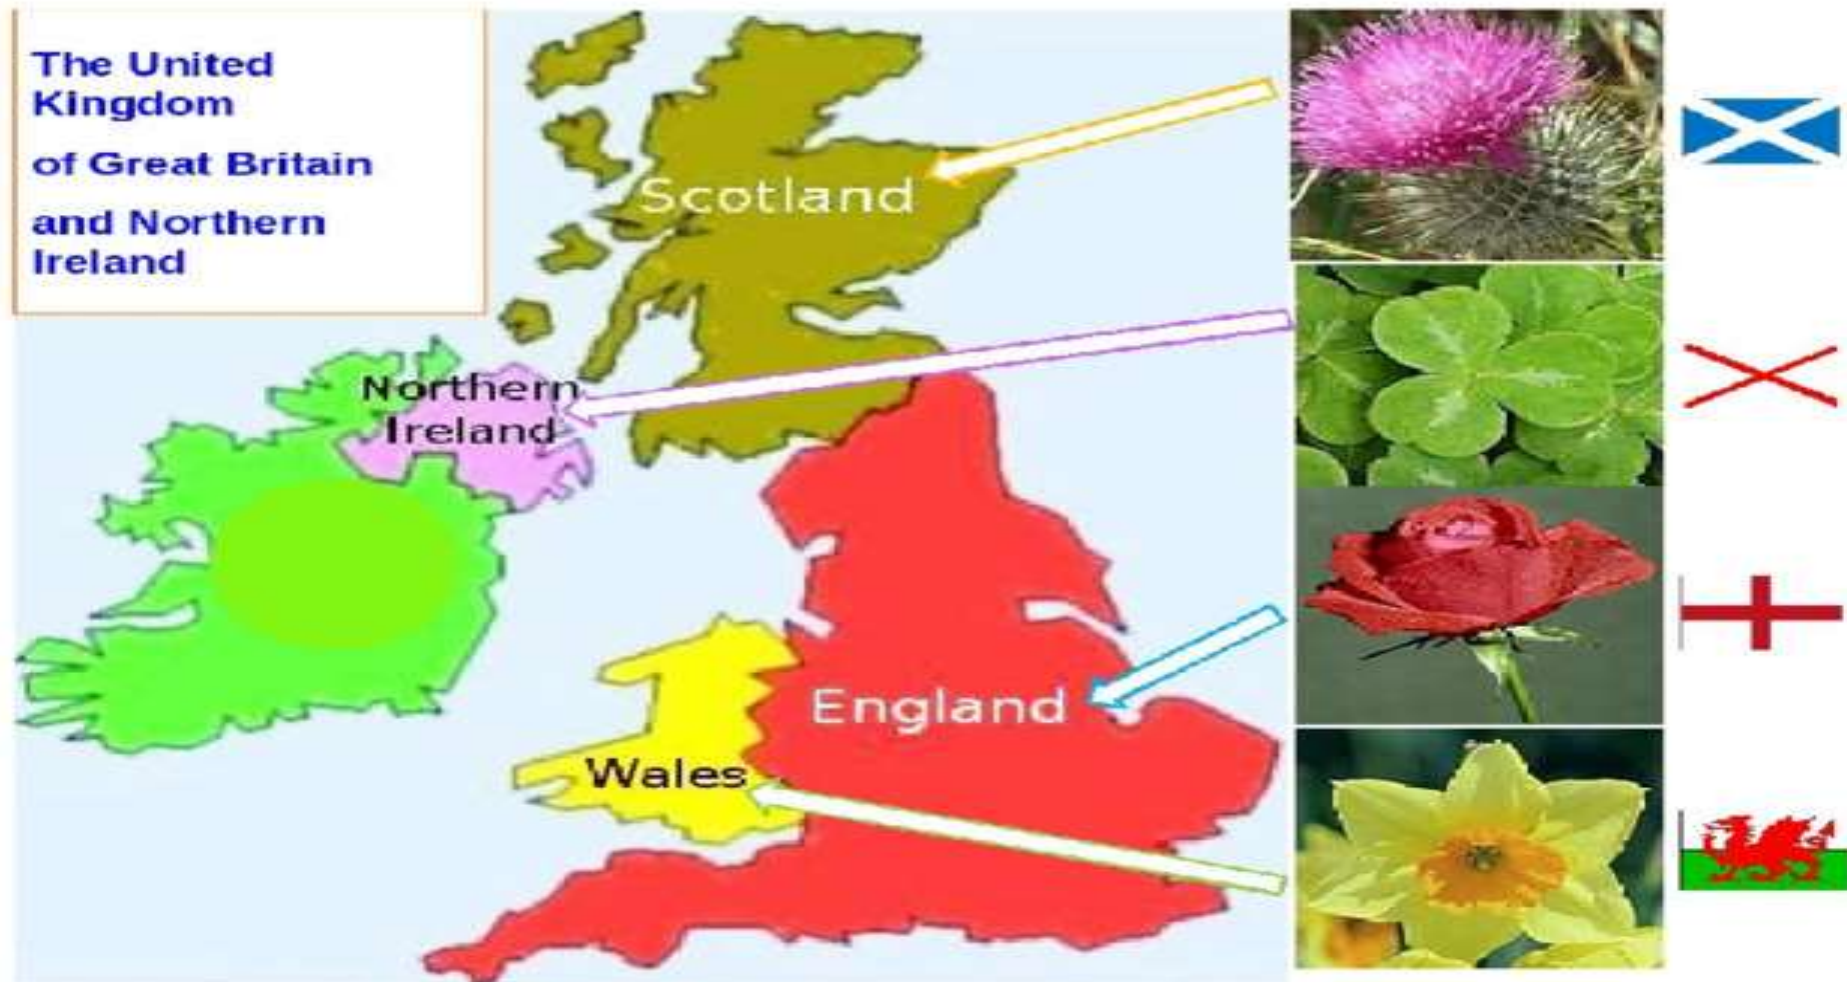 The United
Kingdom
of Great Britain
and Northern
Ireland
Scotland
Northern
Ireland
England
Wales